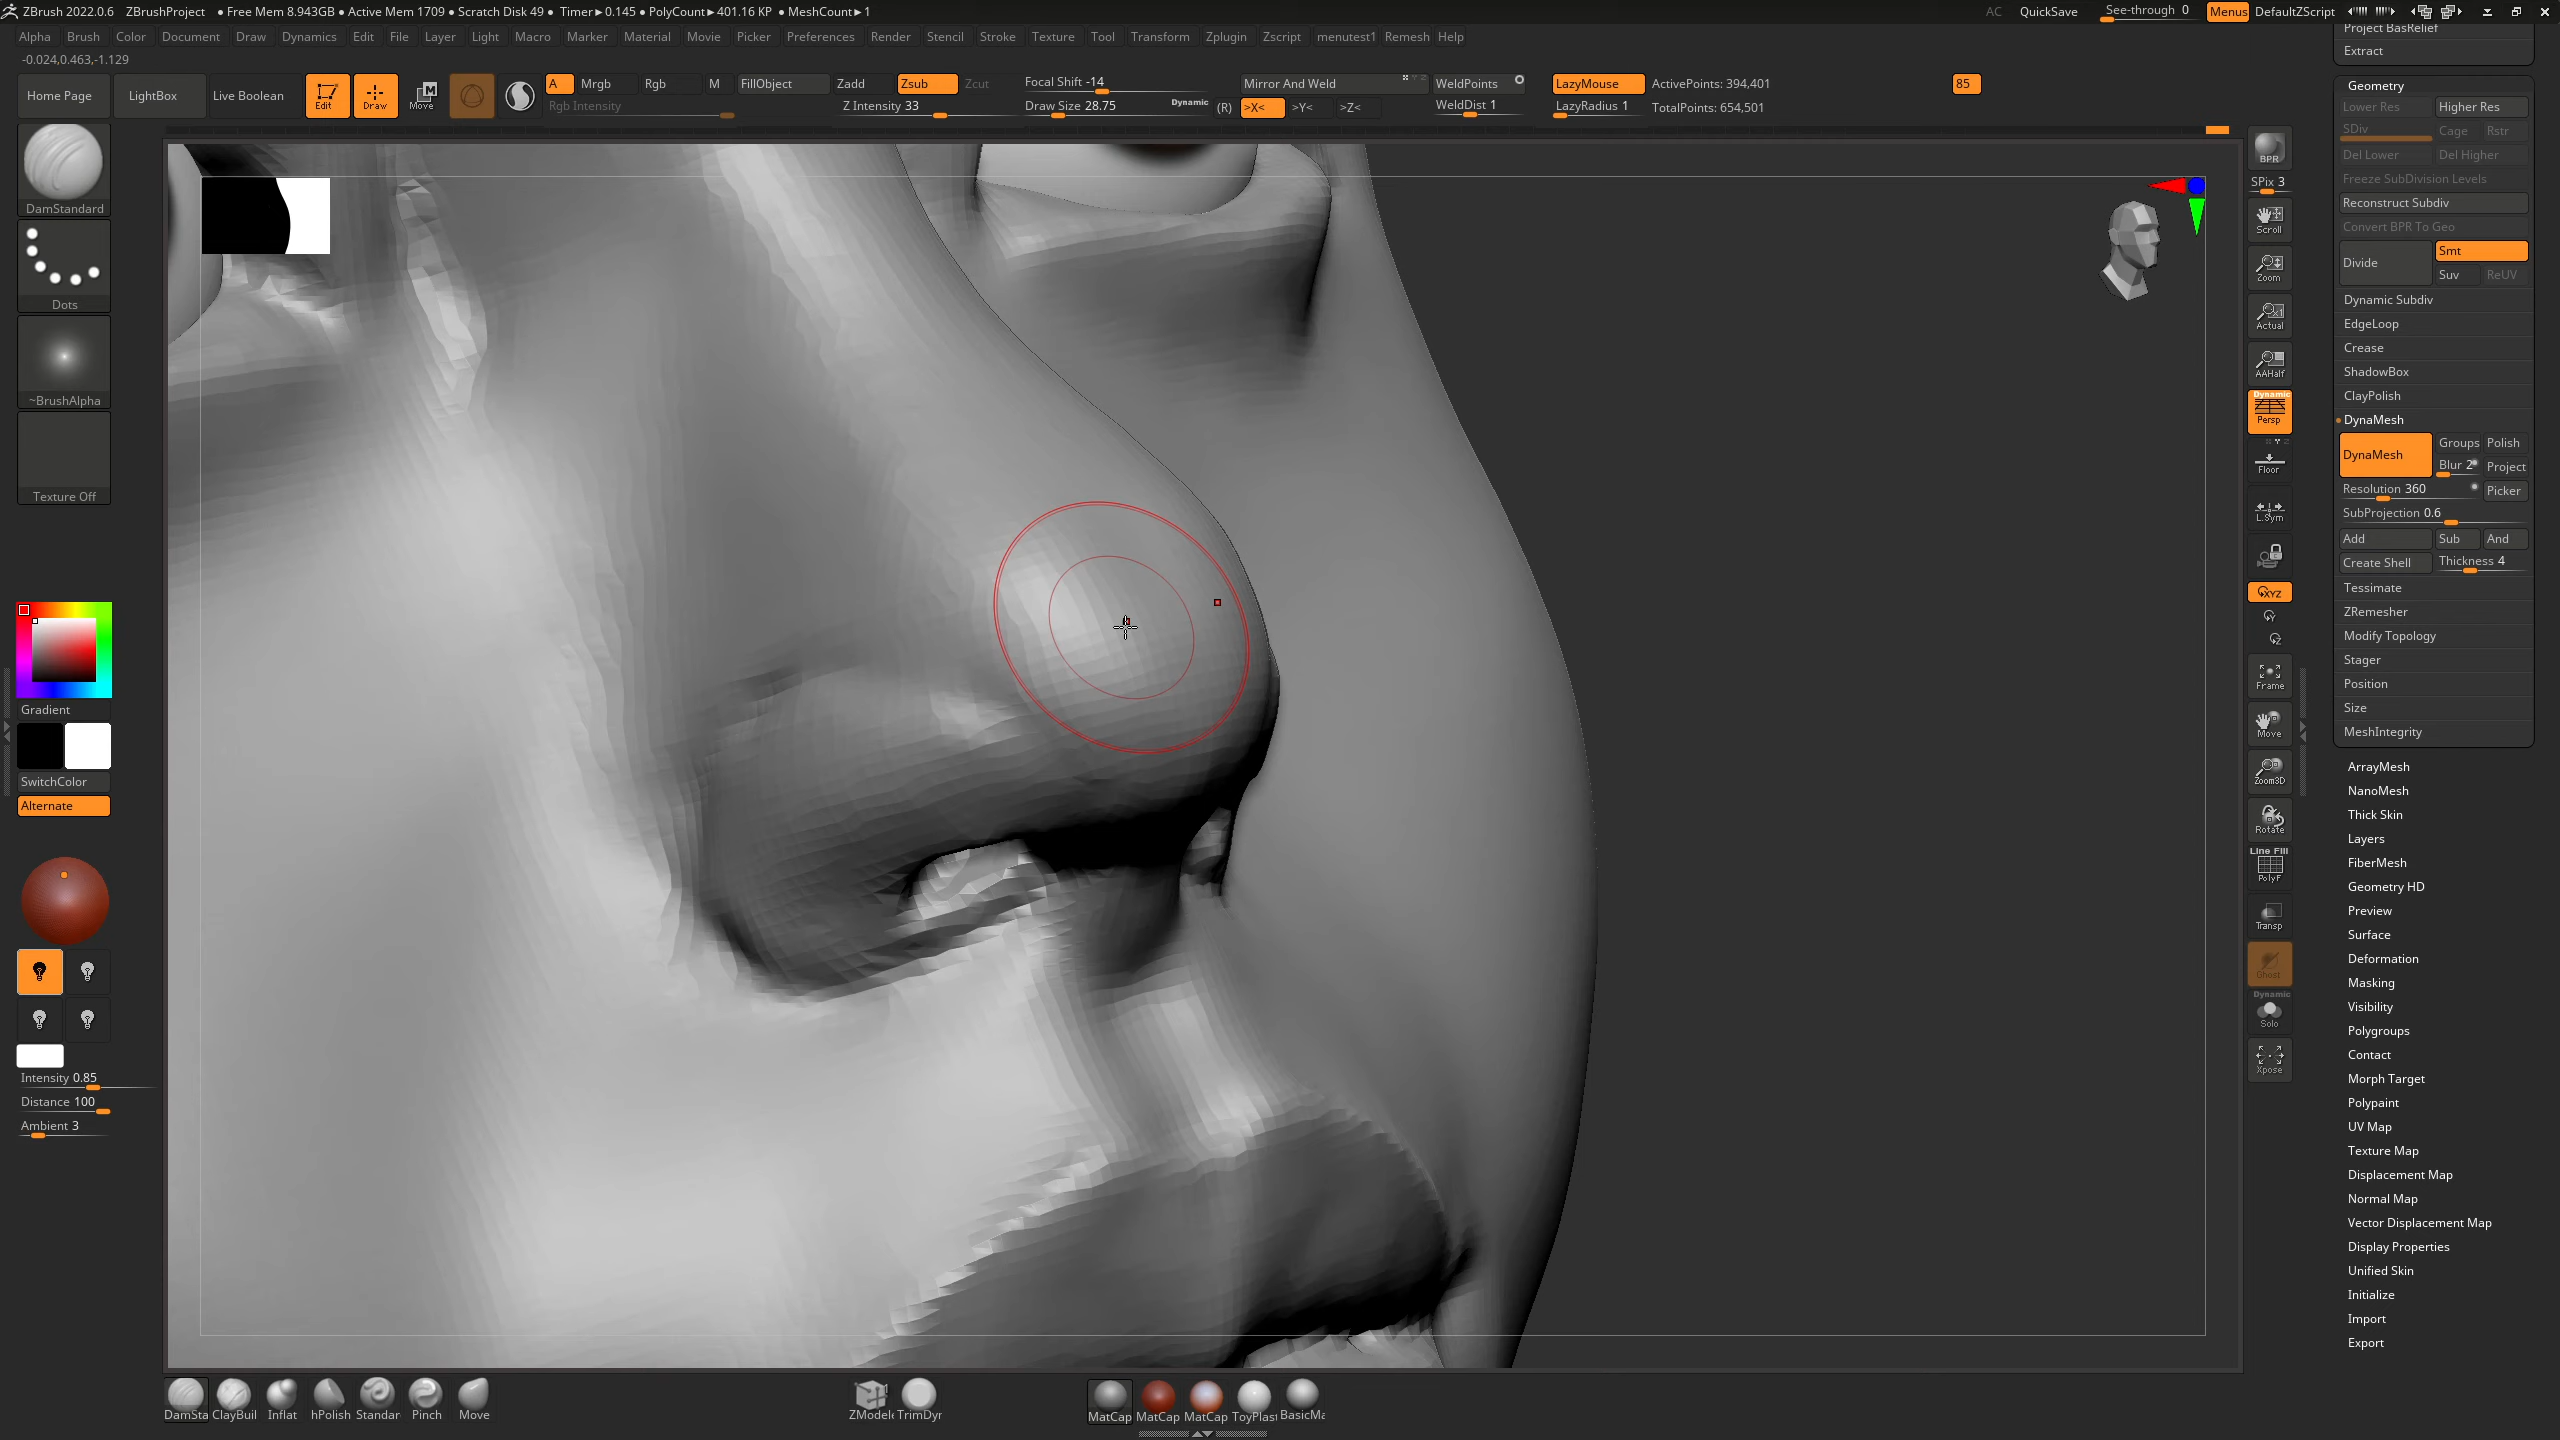 ZBrush 2022.0.6 ZBrushProject ● Free Mem 8.943GB ● Active Mem 1709 ● Scratch Disk 49 ● Timer►0.145 ● PolyCount►401.16 KP ● MeshCount►1 AC QuickSave See-through 0 Menus DefaultZScript
Alpha Brush Color Document Draw Dynamics Edit File Layer Light Macro Marker Material Movie Picker Preferences Render Stencil Stroke Texture Tool Transform Zplugin Zscript menutest1 Remesh Help
-0.024,0.463,-1.129
Home Page LightBox Live Boolean Edit Draw Move
A Mrgb Rgb M FillObject Zadd Zsub Zcut
Rgb Intensity Z Intensity 33
Focal Shift -14
Draw Size 28.75 Dynamic
Mirror And Weld WeldPoints
(R) >X< >Y< >Z< WeldDist 1
LazyMouse ActivePoints: 394,401 85
LazyRadius 1 TotalPoints: 654,501
DamStandard
Dots
~BrushAlpha
Texture Off
Gradient
SwitchColor
Alternate
Intensity 0.85
Distance 100
Ambient 3
BPR
SPix 3
Scroll
Zoom
Actual
AAHalf
Dynamic
Persp
Floor
L.Sym
XYZ
Frame
Move
Zoom3D
Rotate
Line Fill
PolyF
Transp
Ghost
Dynamic
Solo
Xpose
Project BasRelief
Extract
Geometry
Lower Res Higher Res
SDiv Cage Rstr
Del Lower Del Higher
Freeze SubDivision Levels
Reconstruct Subdiv
Convert BPR To Geo
Divide Smt
Suv ReUV
Dynamic Subdiv
EdgeLoop
Crease
ShadowBox
ClayPolish
DynaMesh
DynaMesh Groups Polish
Blur 2 Project
Resolution 360 Picker
SubProjection 0.6
Add Sub And
Create Shell Thickness 4
Tessimate
ZRemesher
Modify Topology
Stager
Position
Size
MeshIntegrity
ArrayMesh
NanoMesh
Thick Skin
Layers
FiberMesh
Geometry HD
Preview
Surface
Deformation
Masking
Visibility
Polygroups
Contact
Morph Target
Polypaint
UV Map
Texture Map
Displacement Map
Normal Map
Vector Displacement Map
Display Properties
Unified Skin
Initialize
Import
Export
DamSta ClayBuil Inflat hPolish Standar Pinch Move ZModele TrimDyr MatCap MatCap MatCap ToyPlas BasicMa